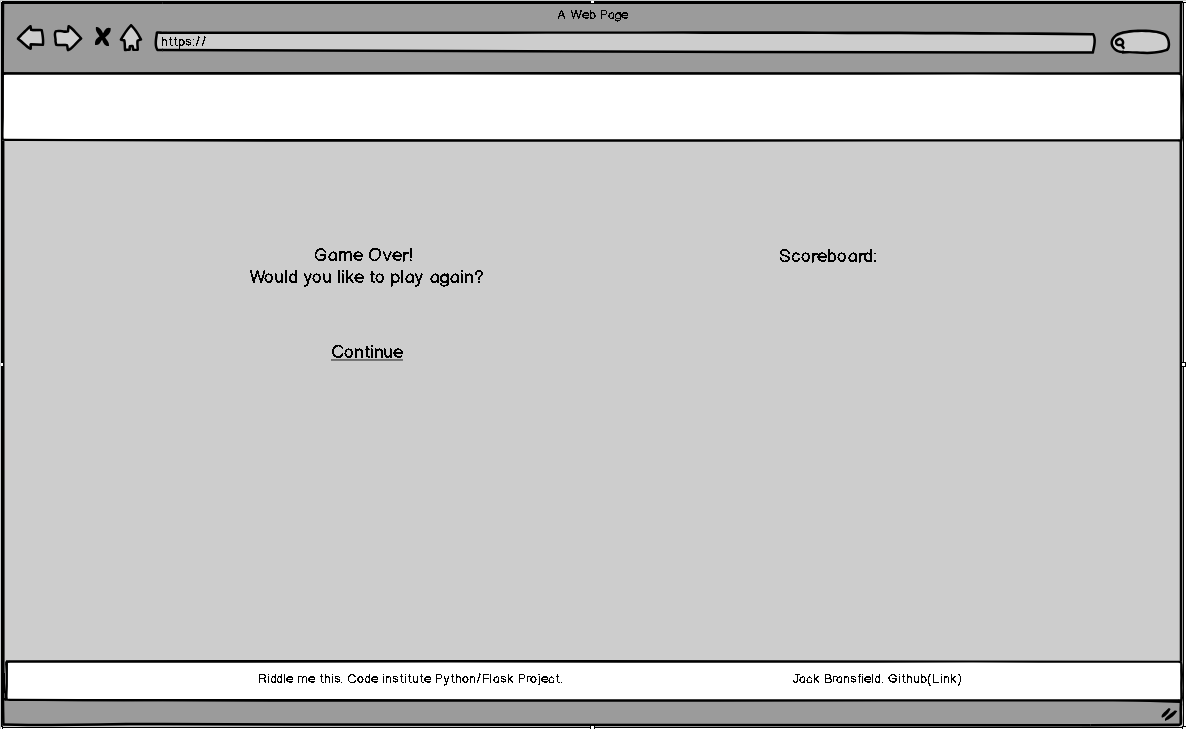 A Web Page
https://
Game Over!
Would you like to play again?
Scoreboard:
Continue
Riddle me this. Code institute Python/Flask Project.
Jack Bransfield. Github(Link)